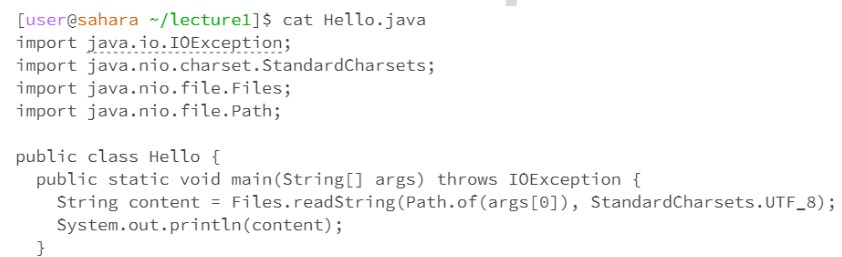 [user@sahara ~/lecture1]$ cat Hello.java
import java.io.IOException;
import java.nio.charset.StandardCharsets;
import java.nio.file.Files;
import java.nio.file.Path;

public class Hello {
  public static void main(String[] args) throws IOException {
    String content = Files.readString(Path.of(args[0]), StandardCharsets.UTF_8);
    System.out.println(content);
  }